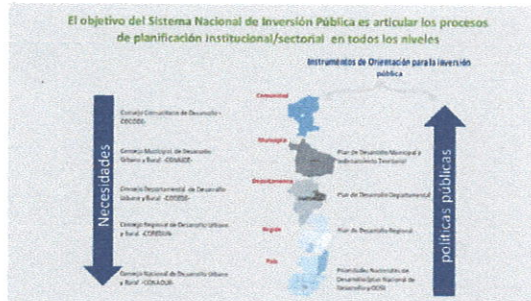 El objetivo del Sistema Nacional de Inversión Pública es articular los procesos
de planificación institucional/sectorial en todos los niveles
Instrumentos de Orientación para la inversión
pública
Necesidades
políticas públicas
Comunidad
Consejo Comunitario de Desarrollo -
Municipio
Consejo Municipal de Desarrollo
Urbano y Rural
Plan de Desarrollo Municipal y
Ordenamiento Territorial
Departamento
Consejo Departamental de Desarrollo
Urbano y Rural
Plan de Desarrollo Departamental
Región
Consejo Regional de Desarrollo Urbano
y Rural
Plan de Desarrollo Regional
País
Consejo Nacional de Desarrollo Urbano
y Rural -CONADUR-
Prioridades Nacionales de
Desarrollo/Plan Nacional de
Desarrollo y ODS